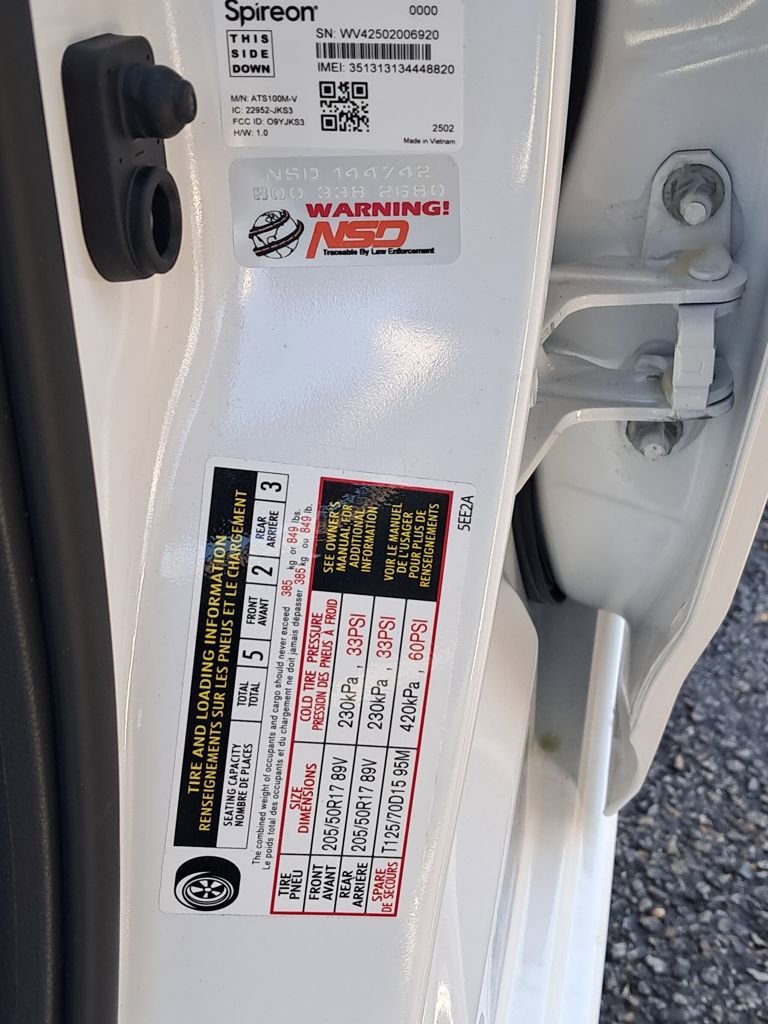 Spireon®
0000
THIS
SIDE
DOWN
SN: WV42502006920
IMEI: 351313134448820
M/N: ATS100M-V
IC: 22952-JKS3
FCC ID: O9YJKS3
H/W: 1.0
2502
Made in Vietnam
NSD 144742
800 338 2680
WARNING!
NSD
Traceable By Law Enforcement
TIRE AND LOADING INFORMATION
RENSEIGNEMENTS SUR LES PNEUS ET LE CHARGEMENT
SEATING CAPACITY TOTAL 5 FRONT 2 REAR 3
NOMBRE DE PLACES TOTAL AVANT ARRIÈRE
The combined weight of occupants and cargo should never exceed 385 kg or 849 lbs.
Le poids total des occupants et du chargement ne doit jamais dépasser 385 kg ou 849 lb.
TIRE SIZE COLD TIRE PRESSURE
PNEU DIMENSIONS PRESSION DES PNEUS À FROID
FRONT
AVANT 205/50R17 89V 230kPa , 33PSI
REAR
ARRIÈRE 205/50R17 89V 230kPa , 33PSI
SPARE
DE SECOURS T125/70D15 95M 420kPa , 60PSI
SEE OWNER'S
MANUAL FOR
ADDITIONAL
INFORMATION
VOIR LE MANUEL
DE L'USAGER
POUR PLUS DE
RENSEIGNEMENTS
5EE2A